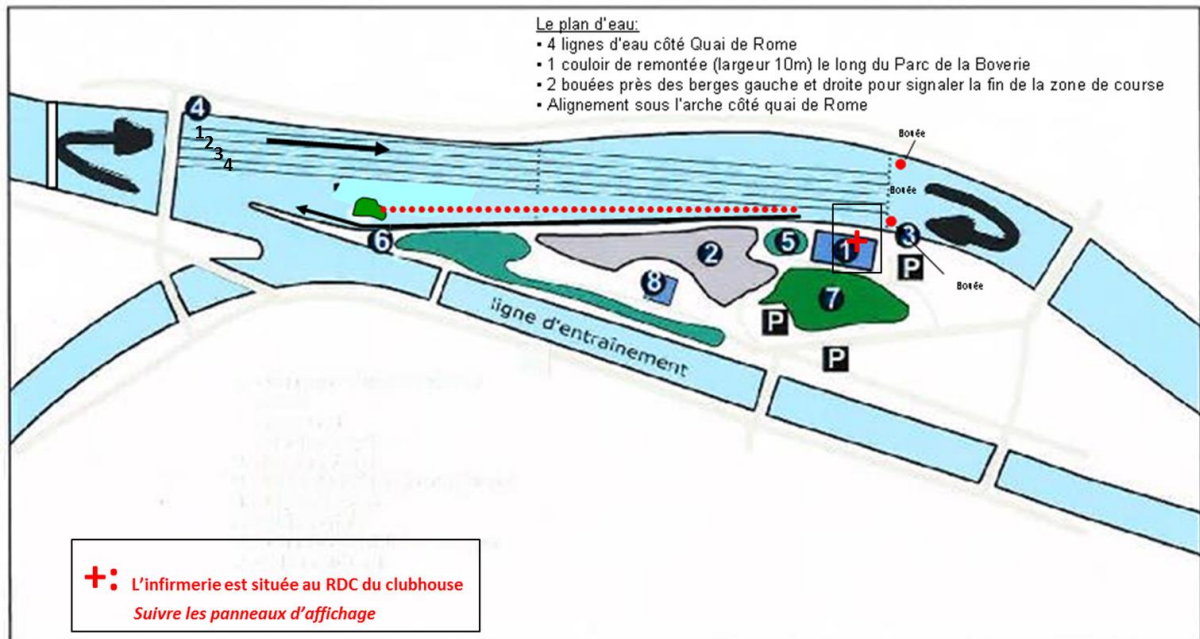 Le plan d'eau:
▪ 4 lignes d'eau côté Quai de Rome
▪ 1 couloir de remontée (largeur 10m) le long du Parc de la Boverie
▪ 2 bouées près des berges gauche et droite pour signaler la fin de la zone de course
▪ Alignement sous l'arche côté quai de Rome
4
1
2
3
4
Bouée
Bouée
6
2
5
1
3
P
Bouée
8
7
P
P
ligne d'entraînement
+: L'infirmerie est située au RDC du clubhouse
Suivre les panneaux d'affichage